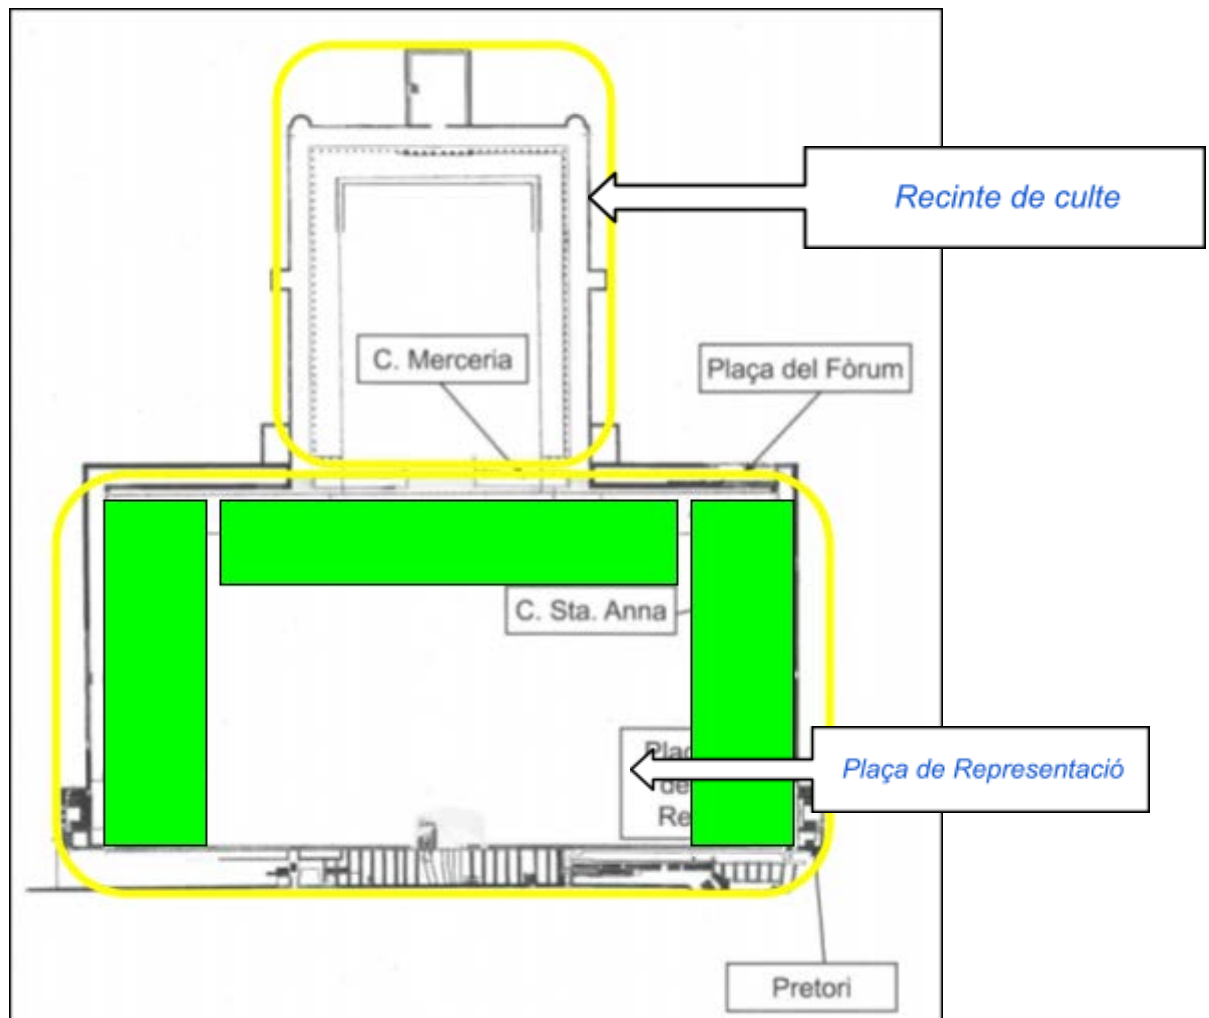 Recinte de culte
C. Merceria
Plaça del Fòrum
C. Sta. Anna
Plaça de Representació
Pretori